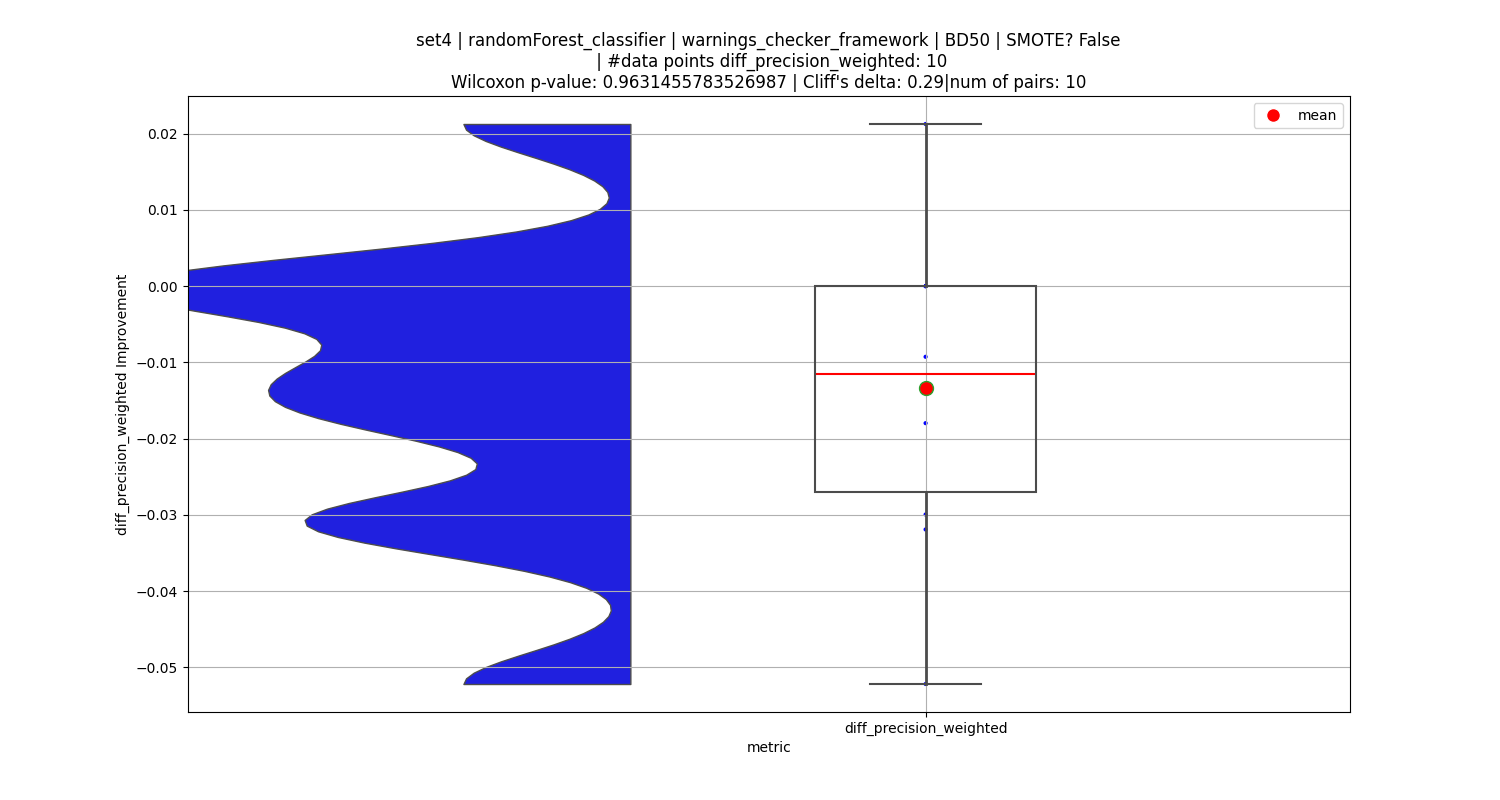 set4 | randomForest_classifier | warnings_checker_framework | BD50 | SMOTE? False
| #data points diff_precision_weighted: 10
Wilcoxon p-value: 0.9631455783526987 | Cliff's delta: 0.29|num of pairs: 10
mean
0.02
0.01
0.00
−0.01
−0.02
−0.03
−0.04
−0.05
diff_precision_weighted Improvement
diff_precision_weighted
metric